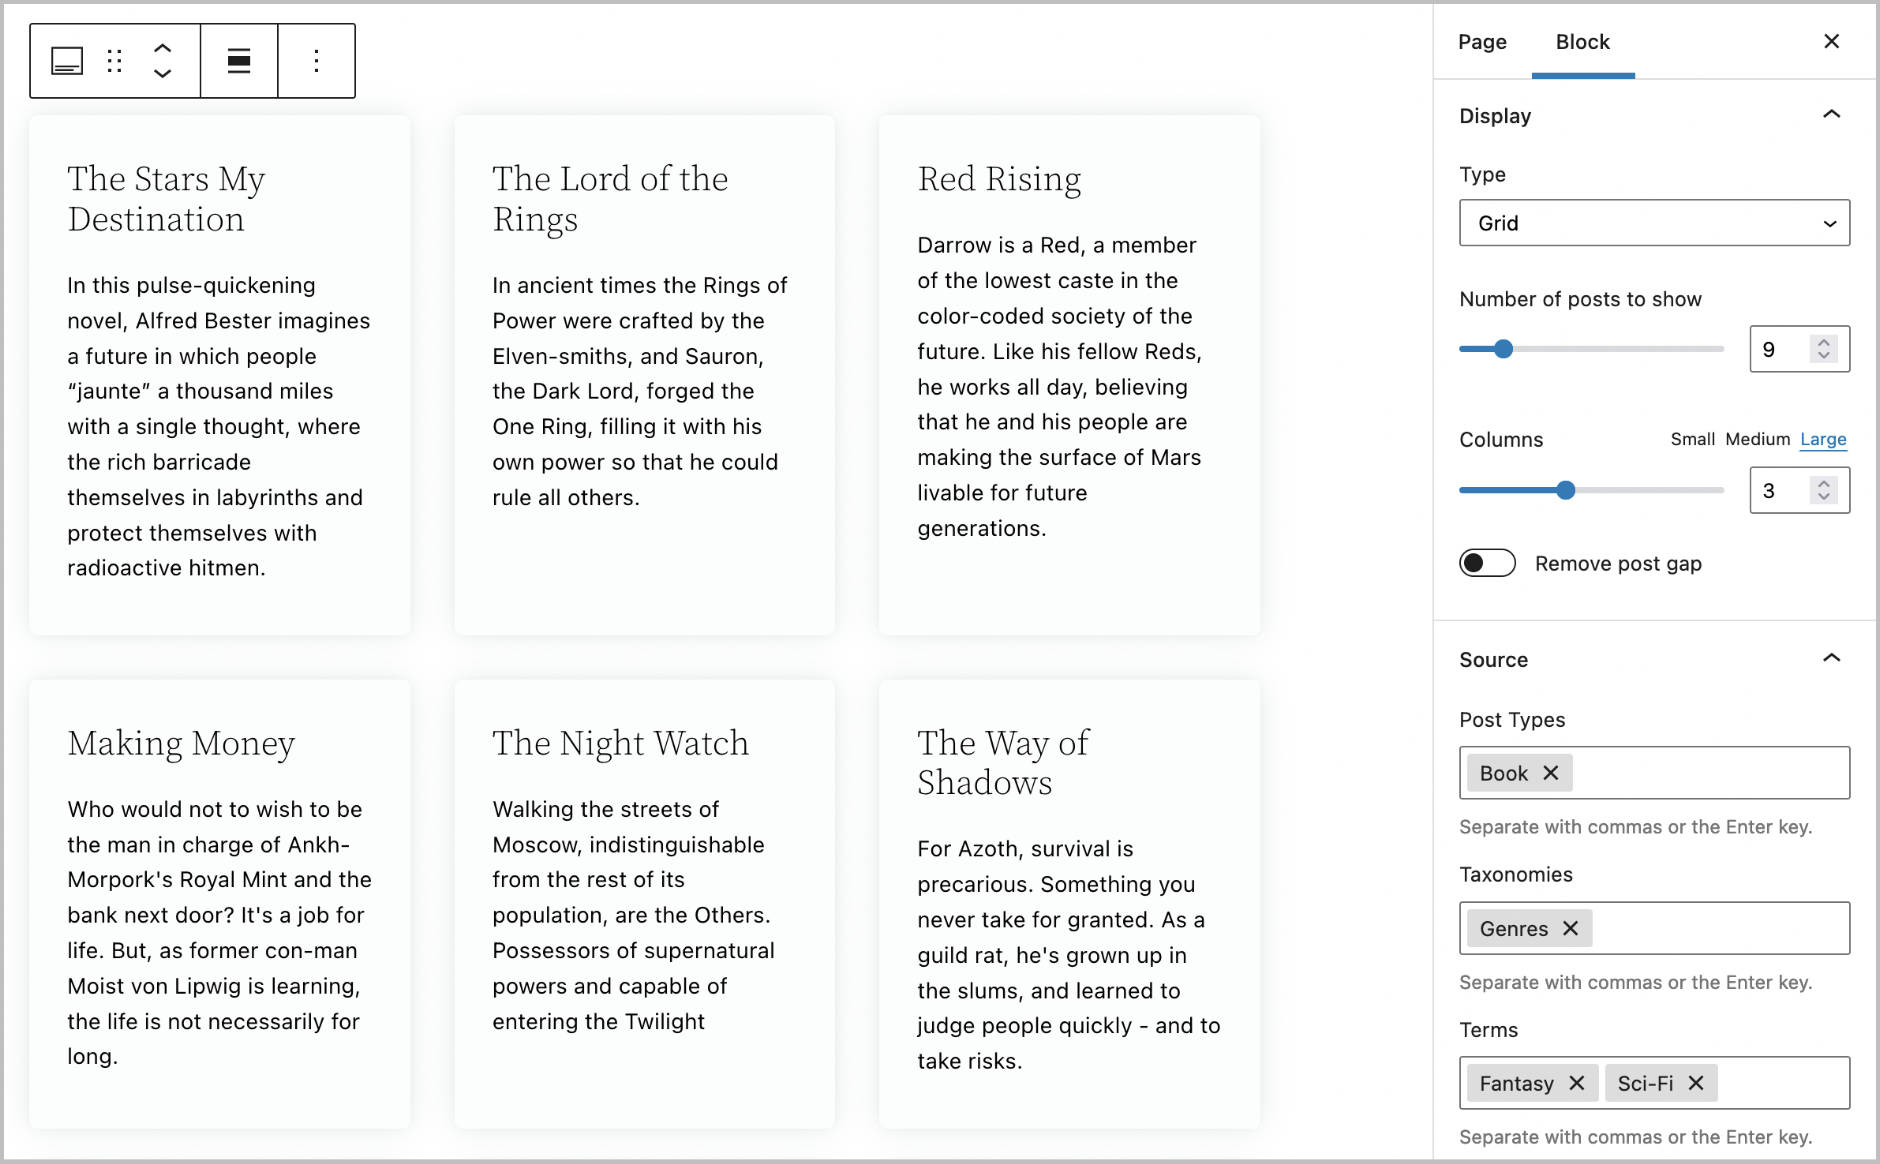 The Stars My
Destination
In this pulse-quickening
novel, Alfred Bester imagines
a future in which people
“jaunte” a thousand miles
with a single thought, where
the rich barricade
themselves in labyrinths and
protect themselves with
radioactive hitmen.
The Lord of the
Rings
In ancient times the Rings of
Power were crafted by the
Elven-smiths, and Sauron,
the Dark Lord, forged the
One Ring, filling it with his
own power so that he could
rule all others.
Red Rising
Darrow is a Red, a member
of the lowest caste in the
color-coded society of the
future. Like his fellow Reds,
he works all day, believing
that he and his people are
making the surface of Mars
livable for future
generations.
Making Money
Who would not to wish to be
the man in charge of Ankh-
Morpork's Royal Mint and the
bank next door? It's a job for
life. But, as former con-man
Moist von Lipwig is learning,
the life is not necessarily for
long.
The Night Watch
Walking the streets of
Moscow, indistinguishable
from the rest of its
population, are the Others.
Possessors of supernatural
powers and capable of
entering the Twilight
The Way of
Shadows
For Azoth, survival is
precarious. Something you
never take for granted. As a
guild rat, he's grown up in
the slums, and learned to
judge people quickly - and to
take risks.
Page Block
Display
Type
Grid
Number of posts to show
9
Columns Small Medium Large
3
Remove post gap
Source
Post Types
Book
Separate with commas or the Enter key.
Taxonomies
Genres
Separate with commas or the Enter key.
Terms
Fantasy Sci-Fi
Separate with commas or the Enter key.